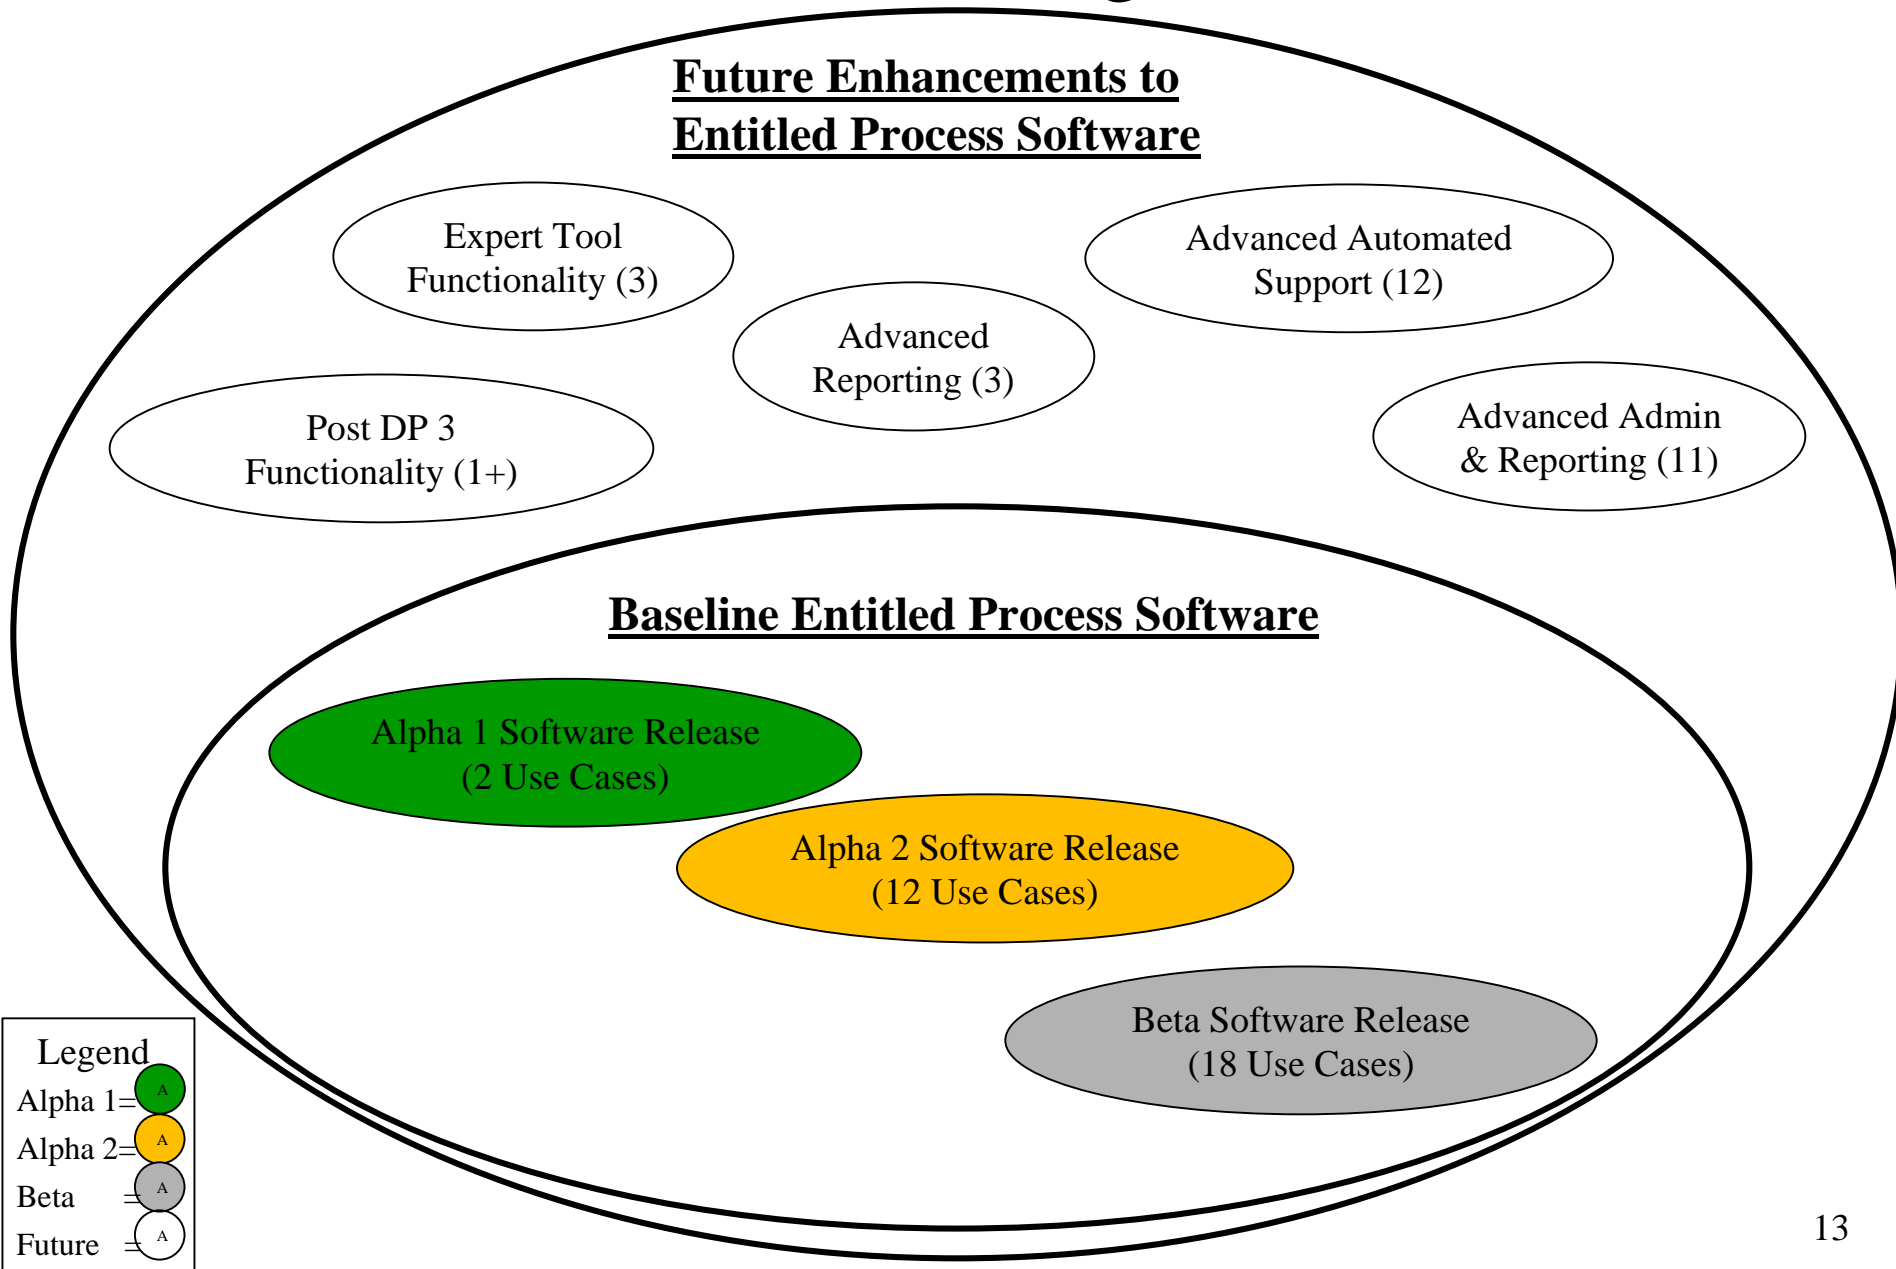 Future Enhancements to
Entitled Process Software
Expert Tool
Functionality (3)
Advanced Automated
Support (12)
Advanced
Reporting (3)
Post DP 3
Functionality (1+)
Advanced Admin
& Reporting (11)
Baseline Entitled Process Software
Alpha 1 Software Release
(2 Use Cases)
Alpha 2 Software Release
(12 Use Cases)
Beta Software Release
(18 Use Cases)
Legend
Alpha 1= A
Alpha 2= A
Beta = A
Future = A
13